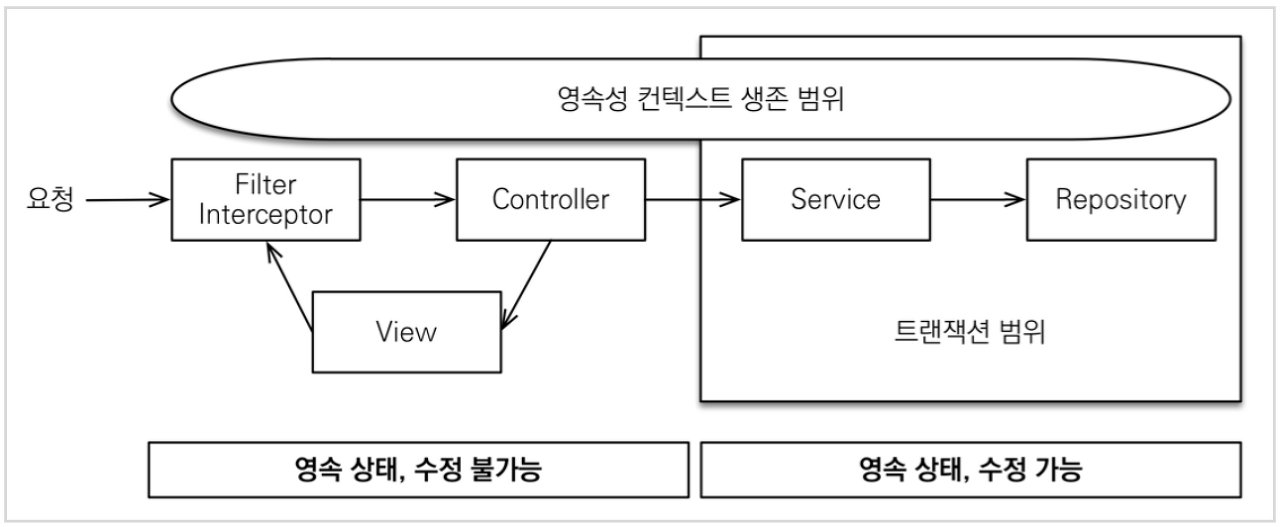 영속성 컨텍스트 생존 범위
요청
Filter
Interceptor
Controller
Service
Repository
View
트랜잭션 범위
영속 상태, 수정 불가능
영속 상태, 수정 가능